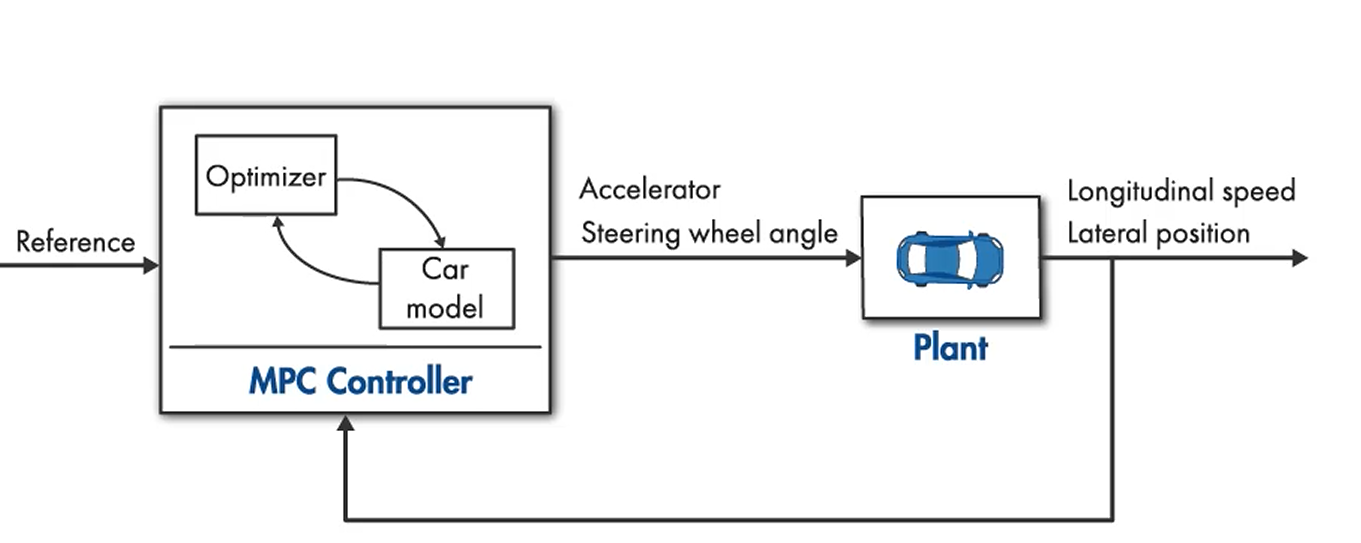 Reference
Optimizer
Car
model
MPC Controller
Accelerator
Steering wheel angle
Plant
Longitudinal speed
Lateral position